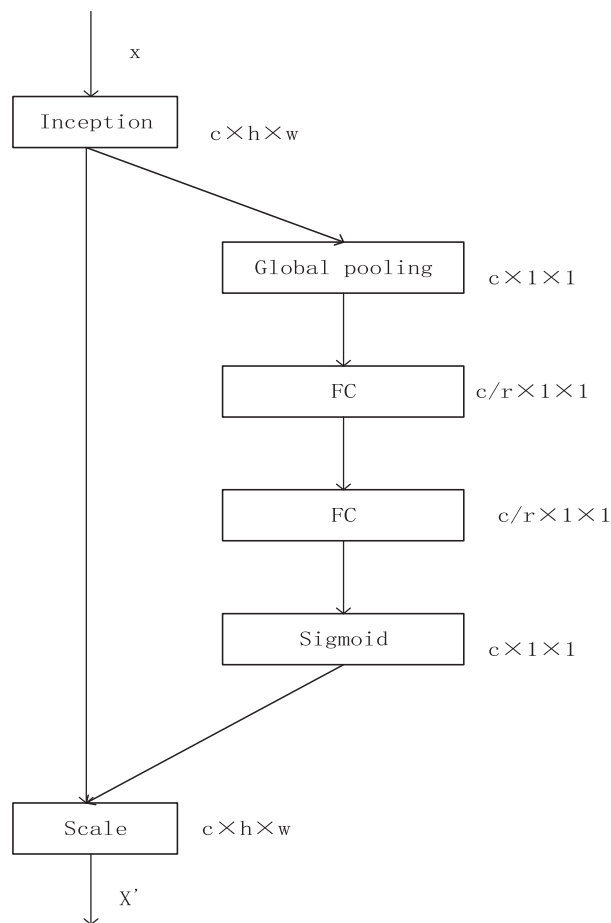 x
Inception
c×h×w
Global pooling
c×1×1
FC
c/r×1×1
FC
c/r×1×1
Sigmoid
c×1×1
Scale
c×h×w
X'